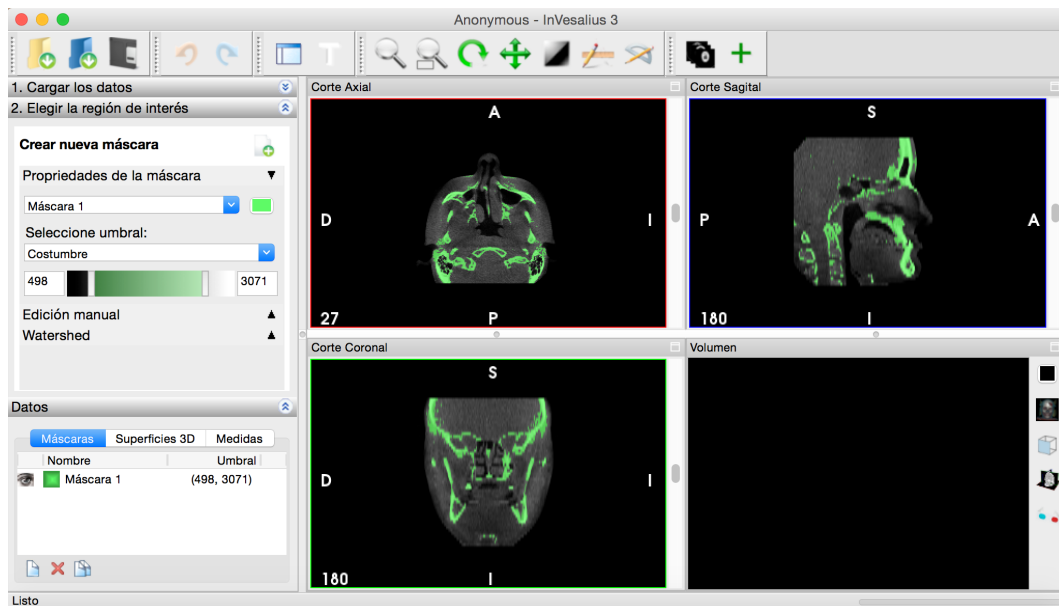 Anonymous - InVesalius 3
1. Cargar los datos
2. Elegir la región de interés
Crear nueva máscara
Propriedades de la máscara
Máscara 1
Seleccione umbral:
Costumbre
498
3071
Edición manual
Watershed
Datos
Máscaras
Superficies 3D
Medidas
Nombre
Umbral
Máscara 1
(498, 3071)
Listo
Corte Axial
A
D
I
27
P
Corte Sagital
S
P
A
180
I
Corte Coronal
S
D
I
180
I
Volumen